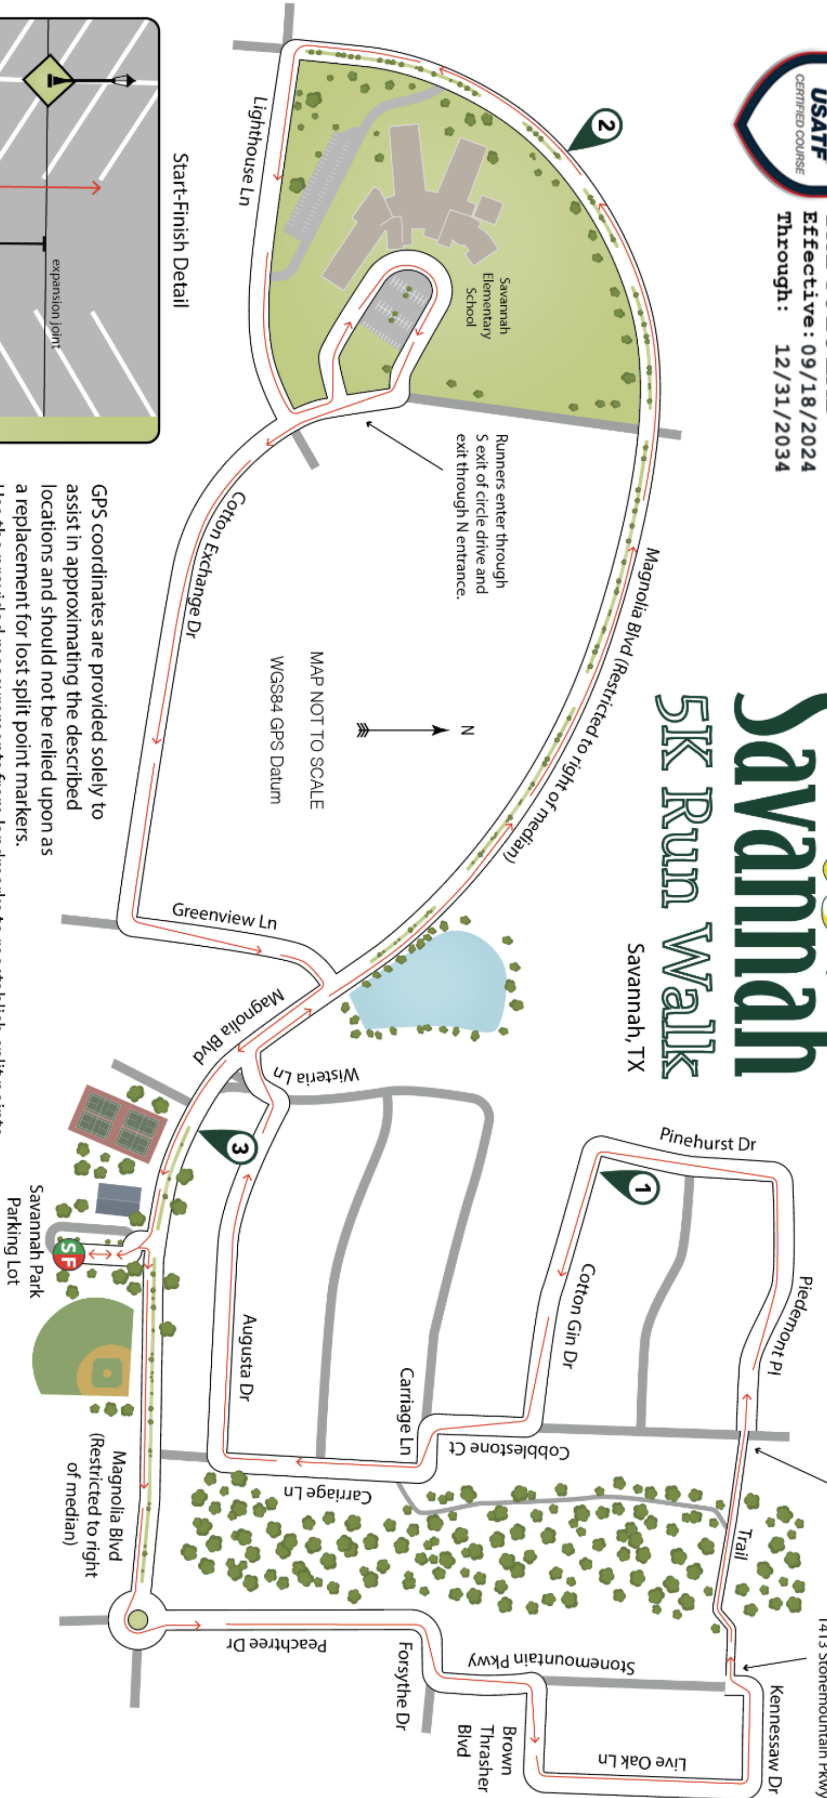 USATF
CERTIFIED COURSE
Effective: 09/18/2024
Through: 12/31/2034
Savannah
5K Run Walk
Savannah, TX
Start-Finish Detail
expansion joint
GPS coordinates are provided solely to
assist in approximating the described
locations and should not be relied upon as
a replacement for lost split point markers.
Lighthouse Ln
2
Savannah
Elementary
School
Runners enter through
S exit of circle drive and
exit through N entrance.
Magnolia Blvd (Restricted to right of median)
Cotton Exchange Dr
N
MAP NOT TO SCALE
WGS84 GPS Datum
Greenview Ln
Magnolia Blvd
Wisteria Ln
3
Savannah Park
Parking Lot
S F
Augusta Dr
Magnolia Blvd
(Restricted to right
of median)
Pinehurst Dr
1
Piedemont Pl
Cotton Gin Dr
Cobblestone Ct
Carriage Ln
Carriage Ln
Trail
1413 Stonemountain Pkwy
Peachtree Dr
Forsythe Dr
Stonemountain Pkwy
Brown
Thrasher
Blvd
Live Oak Ln
Kennessaw Dr